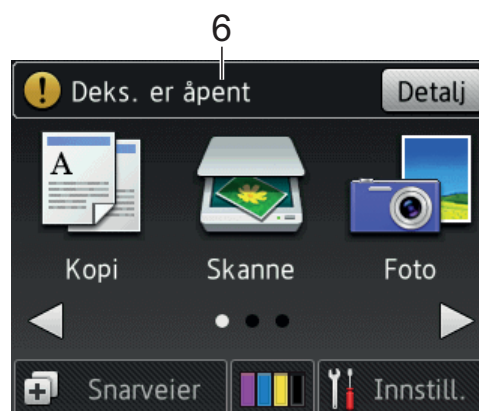 6
Deks. er åpent Detalj
A
Kopi Skanne Foto
Snarveier Innstill.